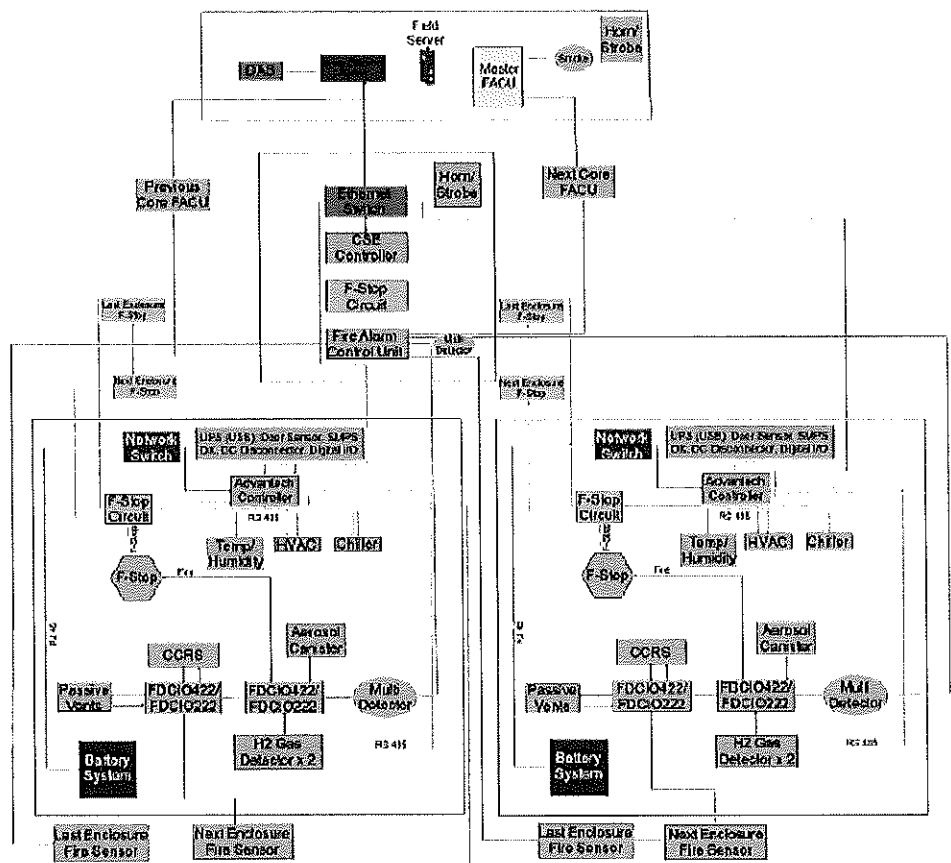 Field
Server
Horn/
Strobe
DAS
Smoke
Master
FACU
Previous
Core FACU
Horn/
Strobe
Next Core
FACU
Ethernet
Switch
CSE
Controller
F-Stop
Circuit
Fire Alarm
Control Unit
Multi
Detector
Last Enclosure
F-Stop
Last Enclosure
F-Stop
Next Enclosure
F-Stop
Next Enclosure
F-Stop
Network
Switch
UPS (USB), Door Sensor, SMPS
OK, DC Disconnector, Digital I/O
Advantech
Controller
RS 485
F-Stop
Circuit
Temp/
Humidity
HVAC
Chiller
F-Stop
F-Stop
Fire
CCRS
Aerosol
Canister
Passive
Vents
FDCIO422/
FDCIO222
FDCIO422/
FDCIO222
Multi
Detector
RS 485
H2 Gas
Detector x 2
Battery
System
Last Enclosure
Fire Sensor
Next Enclosure
Fire Sensor
Network
Switch
UPS (USB), Door Sensor, SMPS
OK, DC Disconnector, Digital I/O
Advantech
Controller
RS 485
F-Stop
Circuit
Temp/
Humidity
HVAC
Chiller
F-Stop
Fire
CCRS
Aerosol
Canister
Passive
Vents
FDCIO422/
FDCIO222
FDCIO422/
FDCIO222
Multi
Detector
RS 485
H2 Gas
Detector x 2
Battery
System
Last Enclosure
Fire Sensor
Next Enclosure
Fire Sensor